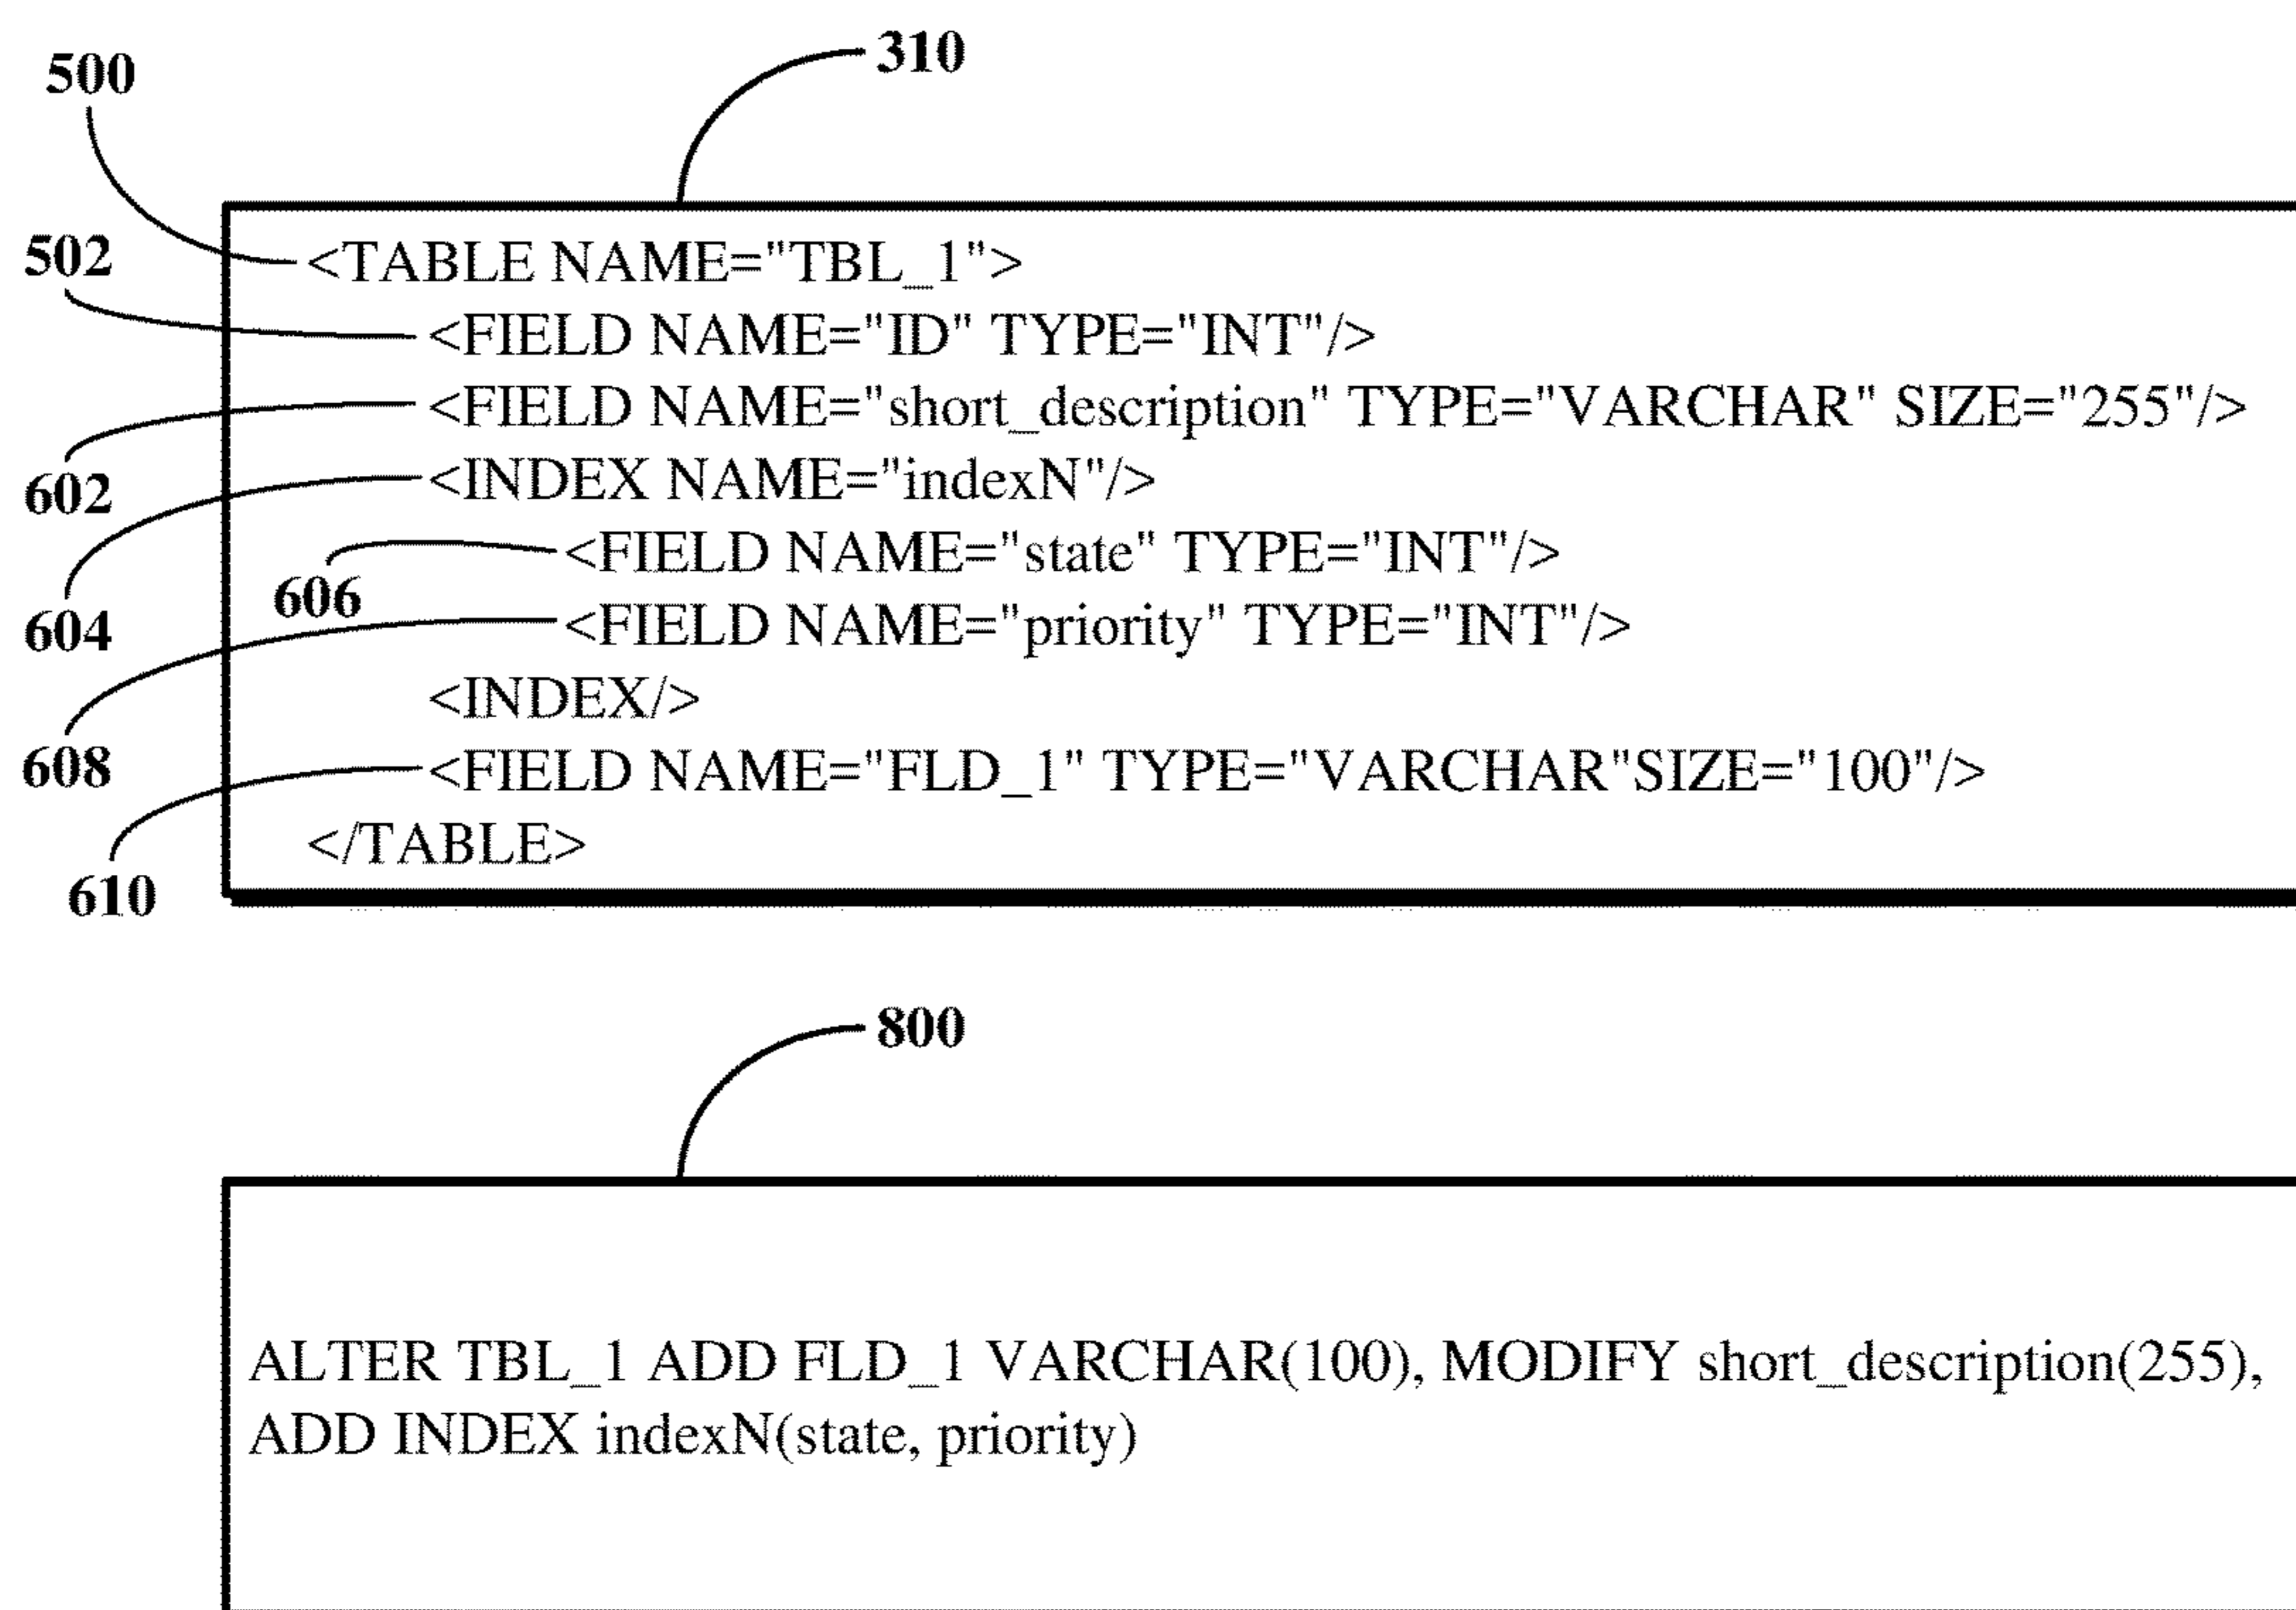 310
500
<TABLE NAME="TBL_1">
502
<FIELD NAME="ID" TYPE="INT"/>
<FIELD NAME="short_description" TYPE="VARCHAR" SIZE="255"/>
602
<INDEX NAME="indexN"/>
<FIELD NAME="state" TYPE="INT"/>
606
604
<FIELD NAME="priority" TYPE="INT"/>
<INDEX/>
608
<FIELD NAME="FLD_1" TYPE="VARCHAR"SIZE="100"/>
</TABLE>
610
800
ALTER TBL_1 ADD FLD_1 VARCHAR(100), MODIFY short_description(255),
ADD INDEX indexN(state, priority)